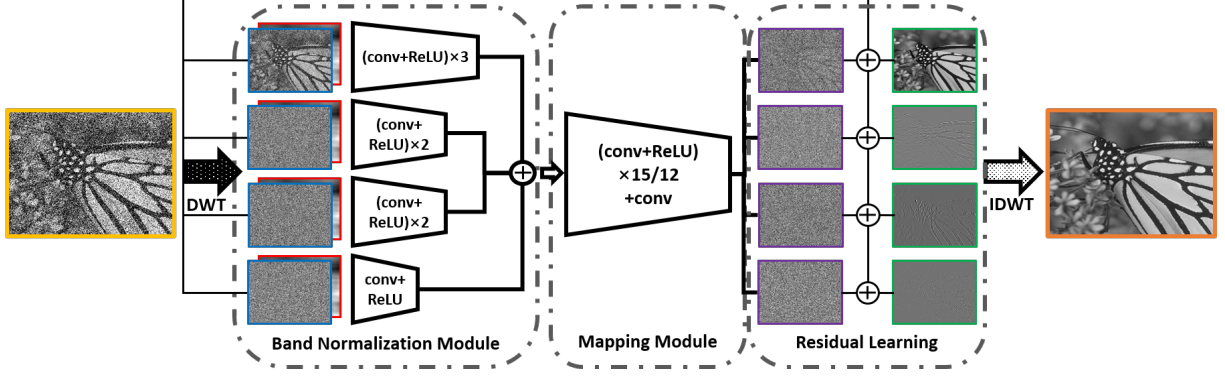 (conv+ReLU)×3
(conv+
ReLU)×2
(conv+
ReLU)×2
conv+
ReLU
DWT
Band Normalization Module
(conv+ReLU)
×15/12
+conv
Mapping Module
Residual Learning
IDWT